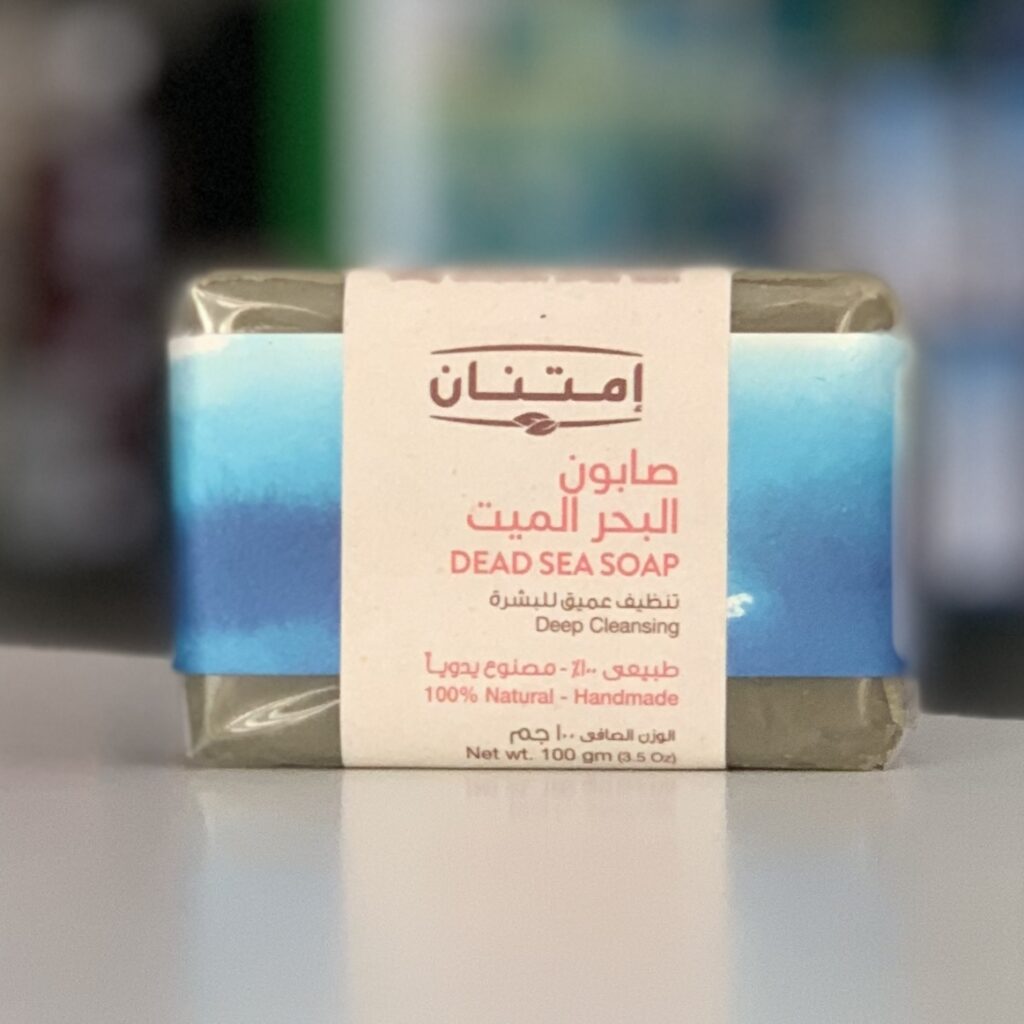 إمتنان
صابون
البحر الميت
DEAD SEA SOAP
تنظيف عميق للبشرة
Deep Cleansing
طبيعى ١٠٠٪ - مصنوع يدوياً
100% Natural - Handmade
الوزن الصافى ١٠٠ جم
Net wt. 100 gm (3.5 Oz)